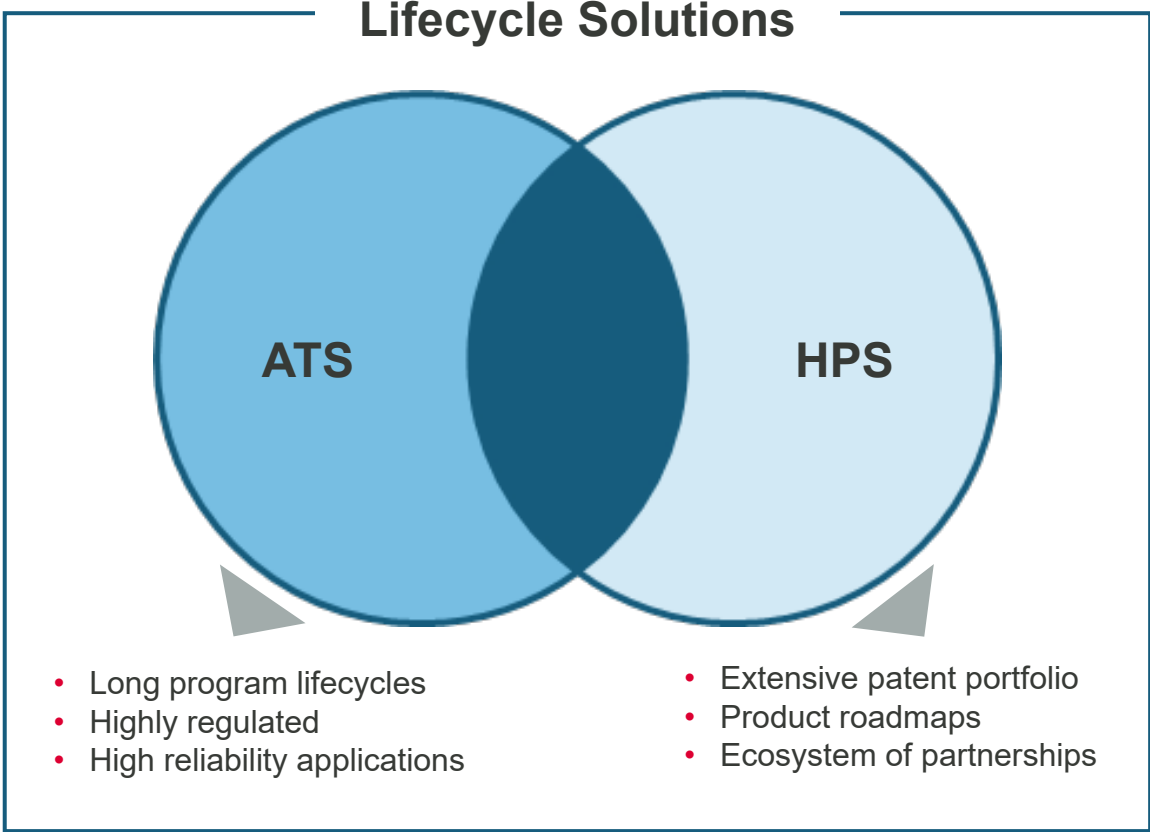 Lifecycle Solutions
ATS
HPS
• Long program lifecycles
• Highly regulated
• High reliability applications
• Extensive patent portfolio
• Product roadmaps
• Ecosystem of partnerships